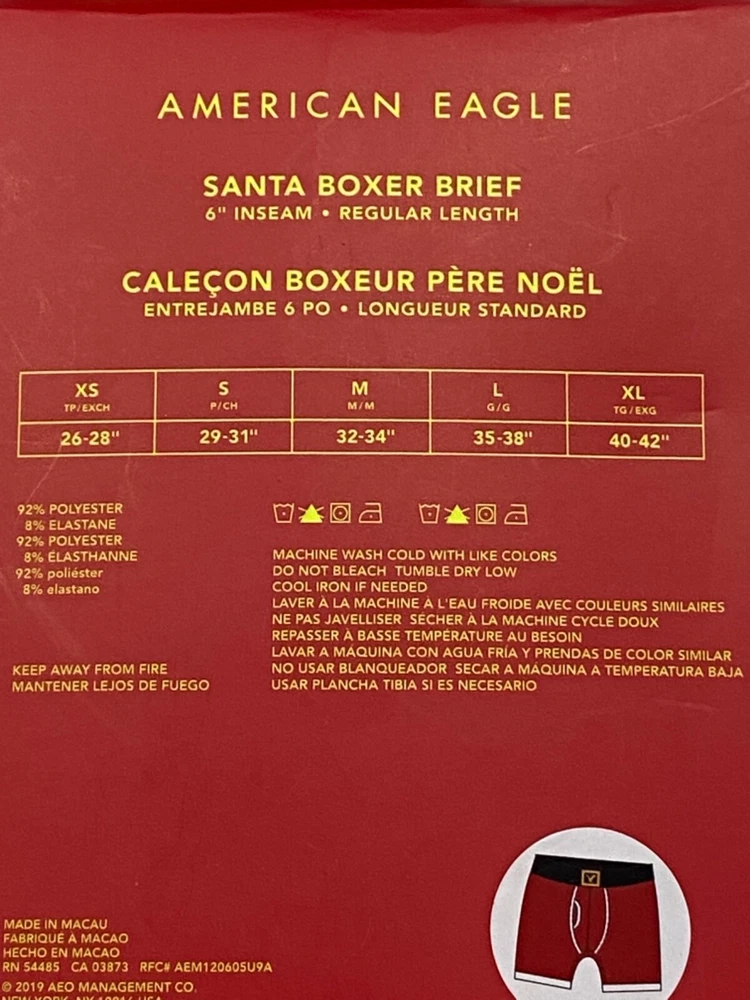 AMERICAN EAGLE
SANTA BOXER BRIEF
6" INSEAM • REGULAR LENGTH
CALEÇON BOXEUR PÈRE NOËL
ENTREJAMBE 6 PO • LONGUEUR STANDARD
XS S M L XL
TP/EXCH P/CH M/M G/G TG/EXG
26-28" 29-31" 32-34" 35-38" 40-42"
92% POLYESTER
8% ELASTANE
92% POLYESTER
8% ÉLASTHANNE
92% poliéster
8% elastano
KEEP AWAY FROM FIRE
MANTENER LEJOS DE FUEGO
MACHINE WASH COLD WITH LIKE COLORS
DO NOT BLEACH TUMBLE DRY LOW
COOL IRON IF NEEDED
LAVER À LA MACHINE À L'EAU FROIDE AVEC COULEURS SIMILAIRES
NE PAS JAVELLISER SÉCHER À LA MACHINE CYCLE DOUX
REPASSER À BASSE TEMPÉRATURE AU BESOIN
LAVAR A MÁQUINA CON AGUA FRÍA Y PRENDAS DE COLOR SIMILAR
NO USAR BLANQUEADOR SECAR A MÁQUINA A TEMPERATURA BAJA
USAR PLANCHA TIBIA SI ES NECESARIO
MADE IN MACAU
FABRIQUÉ À MACAO
HECHO EN MACAO
RN 54485 CA 03873 RFC# AEM120605U9A
© 2019 AEO MANAGEMENT CO.
NEW YORK, NY 10016 USA